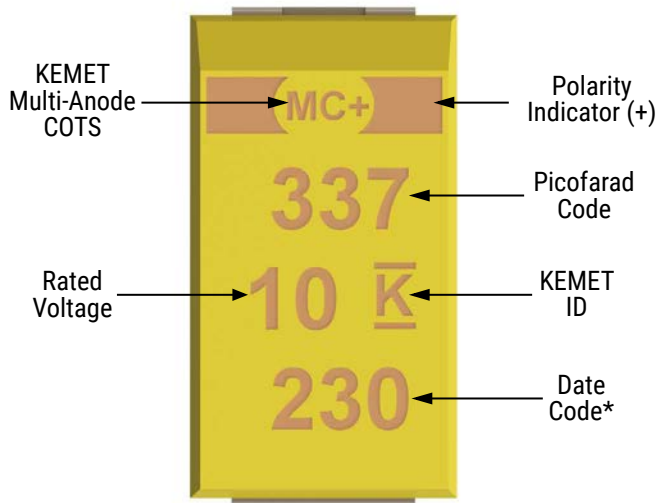 KEMET
Multi-Anode
COTS
MC+
Polarity
Indicator (+)
337
Picofarad
Code
Rated
Voltage
10 K
KEMET
ID
230
Date
Code*